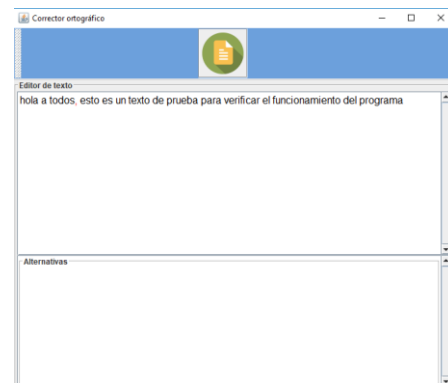 Corrector ortográfico
Editor de texto
hola a todos, esto es un texto de prueba para verificar el funcionamiento del programa
Alternativas